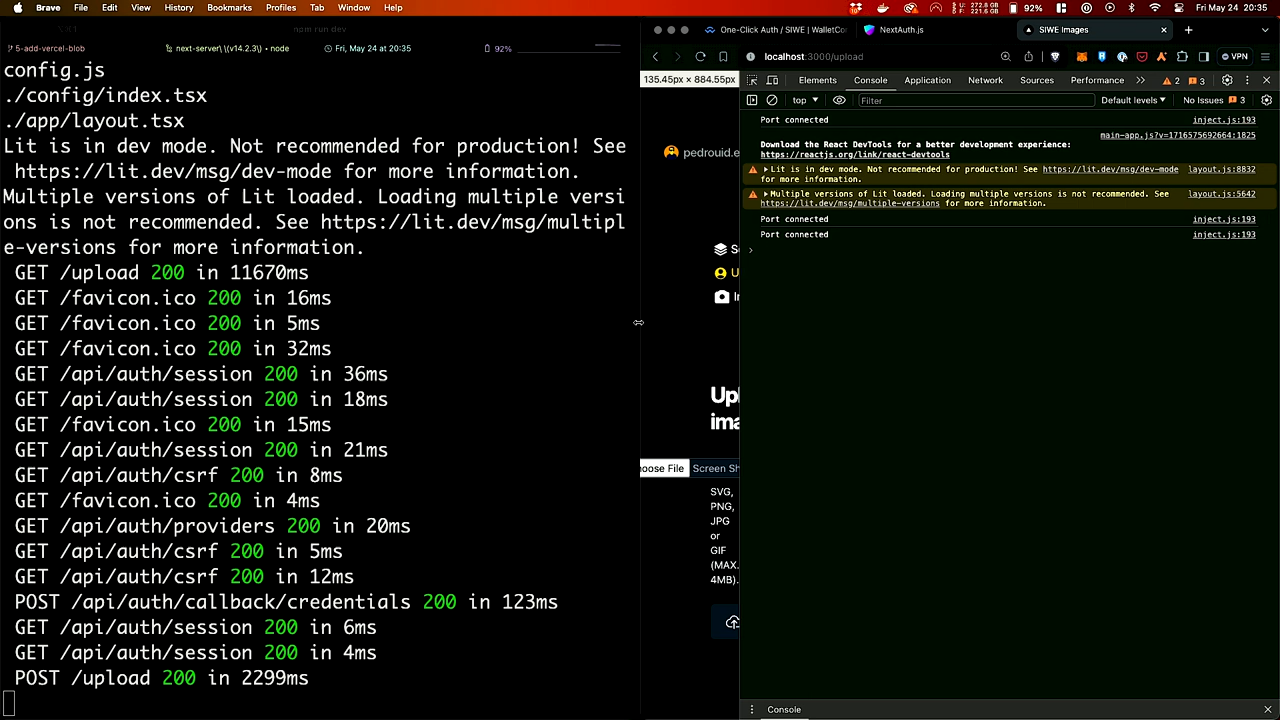 Brave File Edit View History Bookmarks Profiles Tab Window Help 272.8 GB 221.6 GB 92% Fri May 24 20:35
npm run dev
5-add-vercel-blob next-server\ \(v14.2.3\) • node Fri, May 24 at 20:35 92%
config.js
./config/index.tsx
./app/layout.tsx
Lit is in dev mode. Not recommended for production! See
https://lit.dev/msg/dev-mode for more information.
Multiple versions of Lit loaded. Loading multiple versi
ons is not recommended. See https://lit.dev/msg/multipl
e-versions for more information.
GET /upload 200 in 11670ms
GET /favicon.ico 200 in 16ms
GET /favicon.ico 200 in 5ms
GET /favicon.ico 200 in 32ms
GET /api/auth/session 200 in 36ms
GET /api/auth/session 200 in 18ms
GET /favicon.ico 200 in 15ms
GET /api/auth/session 200 in 21ms
GET /api/auth/csrf 200 in 8ms
GET /favicon.ico 200 in 4ms
GET /api/auth/providers 200 in 20ms
GET /api/auth/csrf 200 in 5ms
GET /api/auth/csrf 200 in 12ms
POST /api/auth/callback/credentials 200 in 123ms
GET /api/auth/session 200 in 6ms
GET /api/auth/session 200 in 4ms
POST /upload 200 in 2299ms
One-Click Auth / SIWE | WalletCon NextAuth.js SIWE Images
localhost:3000/upload VPN
135.45px × 884.55px
pedrouid.e
S
U
I
Upl
ima
oose File Screen Sh
SVG,
PNG,
JPG
or
GIF
(MAX.
4MB).
Elements Console Application Network Sources Performance 2 3
top Filter Default levels No Issues 3
Port connected inject.js:193
main-app.js?v=1716575692664:1825
Download the React DevTools for a better development experience:
https://reactjs.org/link/react-devtools
Lit is in dev mode. Not recommended for production! See https://lit.dev/msg/dev-mode layout.js:8832
for more information.
Multiple versions of Lit loaded. Loading multiple versions is not recommended. See layout.js:5642
https://lit.dev/msg/multiple-versions for more information.
Port connected inject.js:193
Port connected inject.js:193
Console